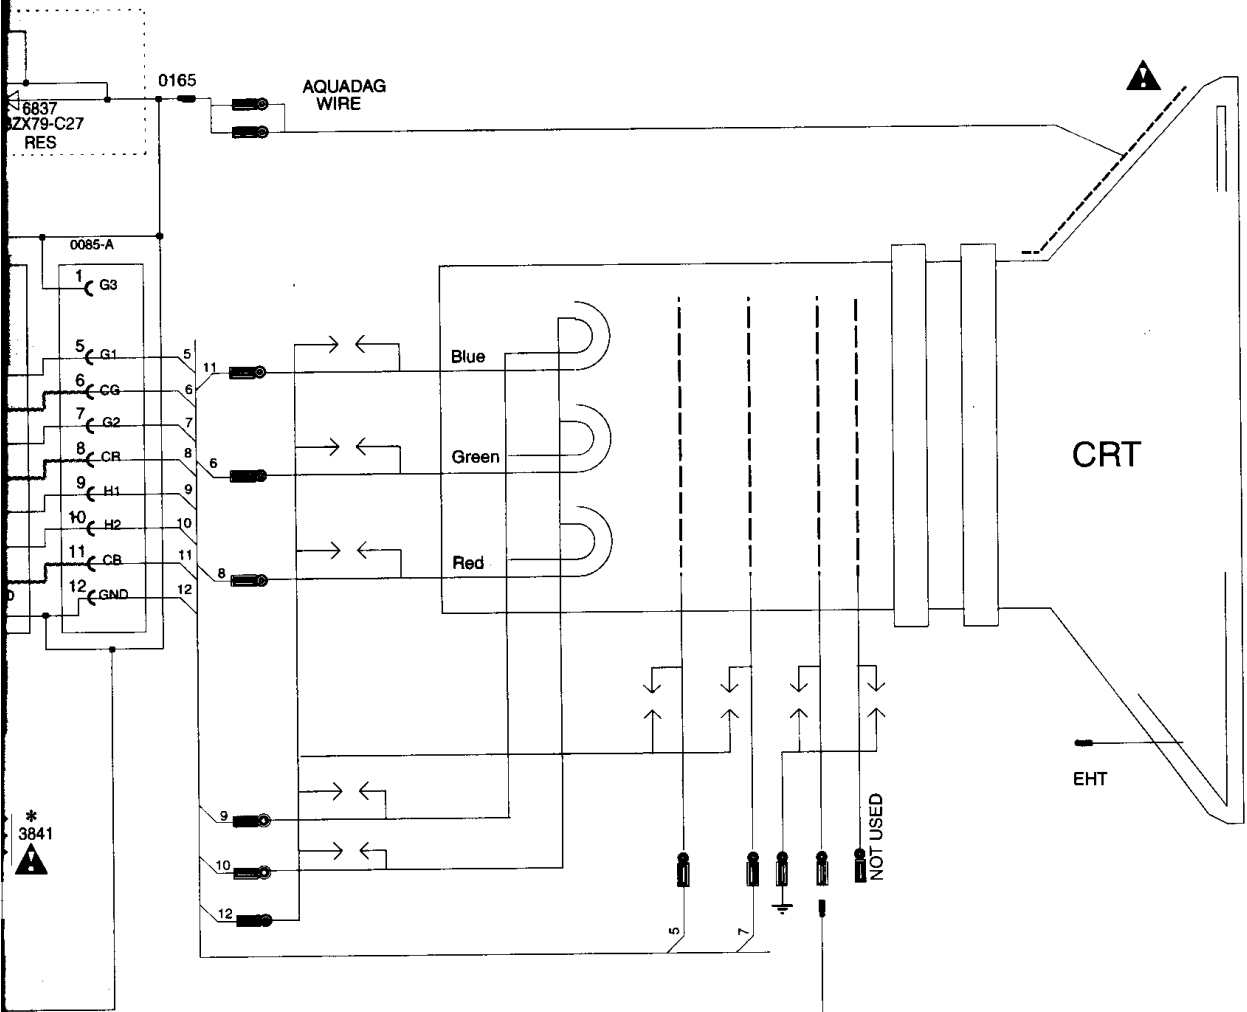 0165
AQUADAG
WIRE
6837
BZX79-C27
RES
0085-A
1 G3
5 G1 5
6 CG 6
7 G2 7
8 CR 8
9 H1 9
10 H2 10
11 CB 11
12 GND 12
11
Blue
6
Green
8
Red
CRT
EHT
*
3841
9
10
12
5
7
NOT USED